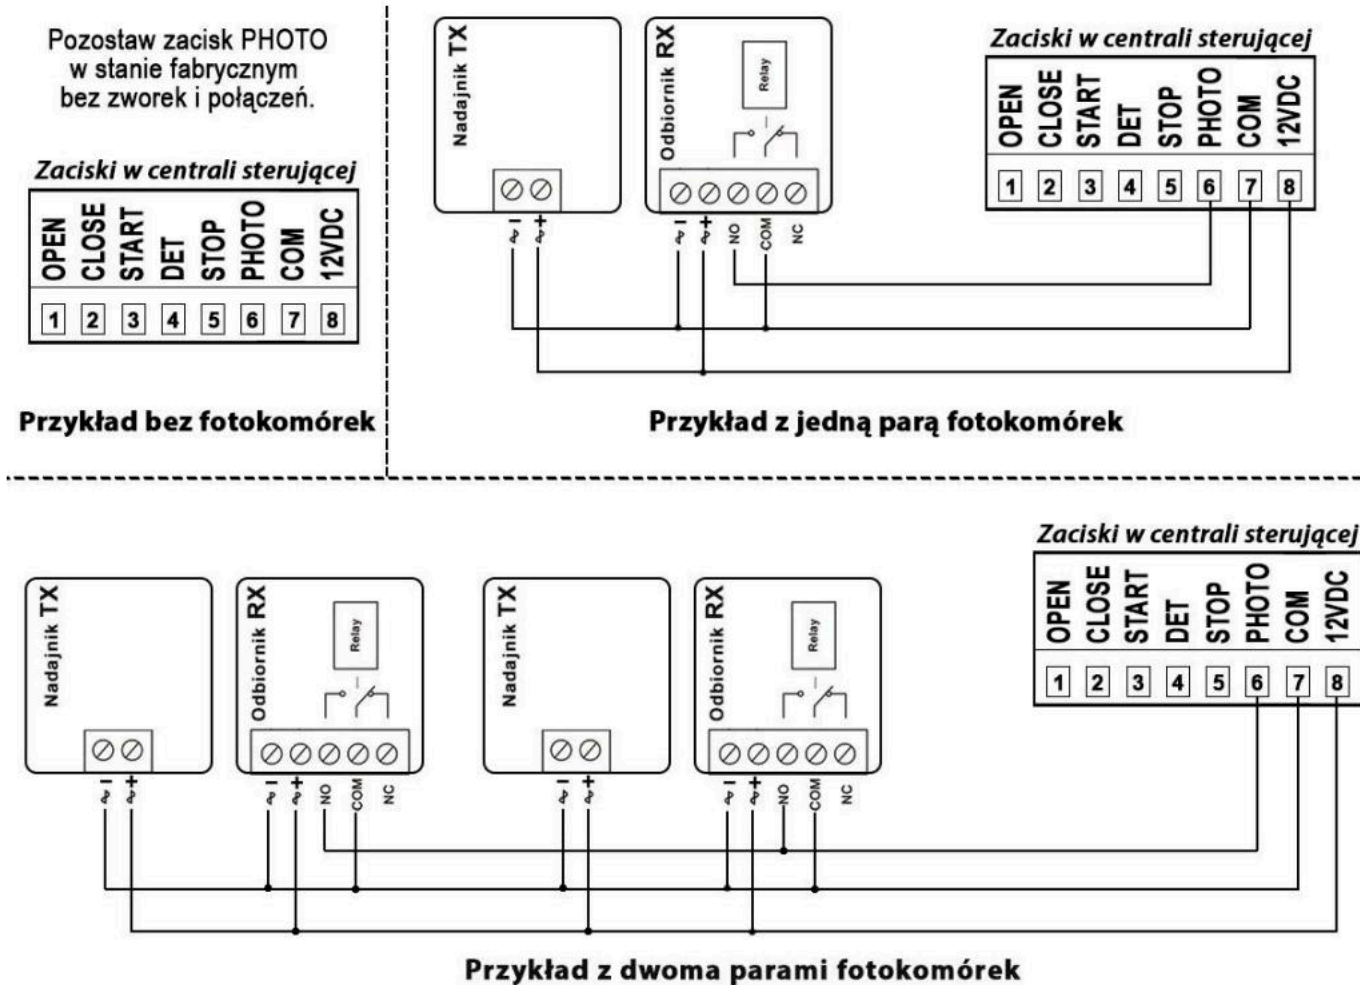 Pozostaw zacisk PHOTO
w stanie fabrycznym
bez zworek i połączeń.
Zaciski w centrali sterującej
OPEN CLOSE START DET STOP PHOTO COM 12VDC
1 2 3 4 5 6 7 8
Przykład bez fotokomórek
Nadajnik TX
~ - ~ +
Odbiornik RX
Relay
~ - ~ + NO COM NC
Zaciski w centrali sterującej
OPEN CLOSE START DET STOP PHOTO COM 12VDC
1 2 3 4 5 6 7 8
Przykład z jedną parą fotokomórek
Zaciski w centrali sterującej
OPEN CLOSE START DET STOP PHOTO COM 12VDC
1 2 3 4 5 6 7 8
Nadajnik TX
~ - ~ +
Odbiornik RX
Relay
~ - ~ + NO COM NC
Nadajnik TX
~ - ~ +
Odbiornik RX
Relay
~ - ~ + NO COM NC
Przykład z dwoma parami fotokomórek